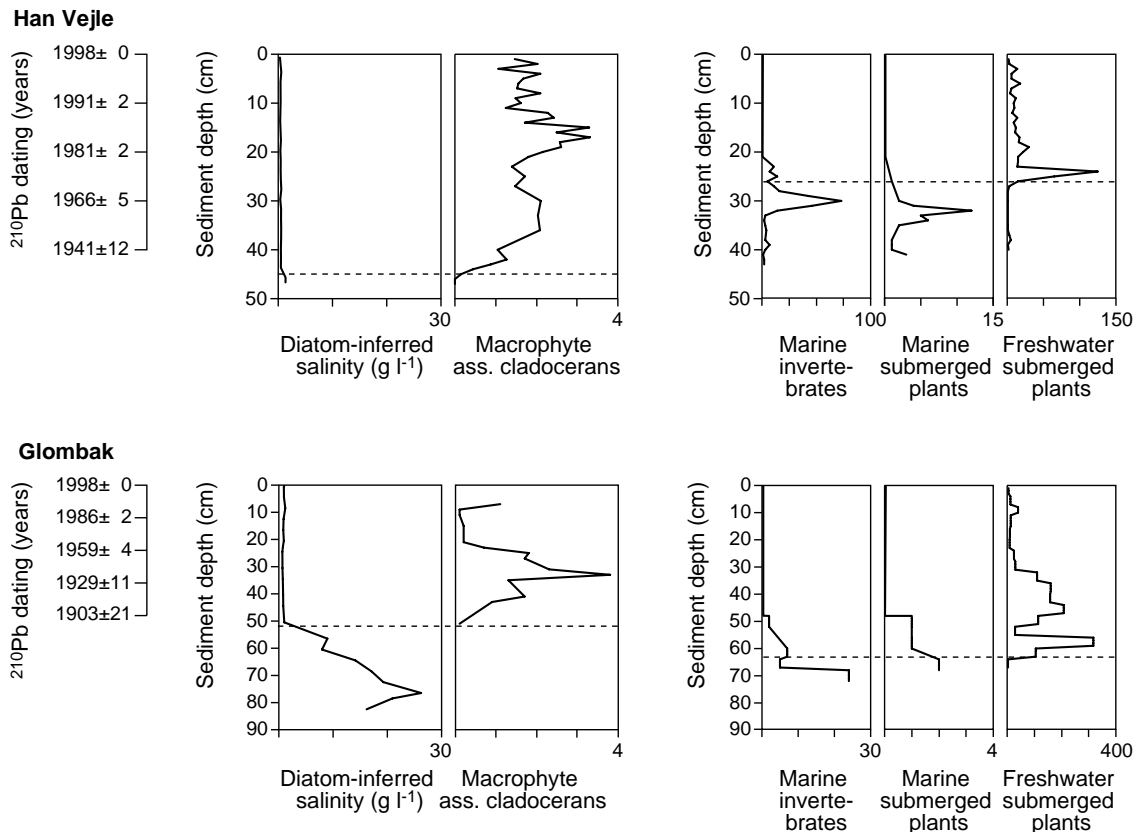 Han Vejle
210Pb dating (years)
1998± 0
1991± 2
1981± 2
1966± 5
1941±12
Sediment depth (cm)
0
10
20
30
40
50
30
4
Diatom-inferred
salinity (g l-1)
Macrophyte
ass. cladocerans
Sediment depth (cm)
0
10
20
30
40
50
100
15
150
Marine
inverte-
brates
Marine
submerged
plants
Freshwater
submerged
plants
Glombak
210Pb dating (years)
1998± 0
1986± 2
1959± 4
1929±11
1903±21
Sediment depth (cm)
0
10
20
30
40
50
60
70
80
90
30
4
Diatom-inferred
salinity (g l-1)
Macrophyte
ass. cladocerans
Sediment depth (cm)
0
10
20
30
40
50
60
70
80
90
30
4
400
Marine
inverte-
brates
Marine
submerged
plants
Freshwater
submerged
plants